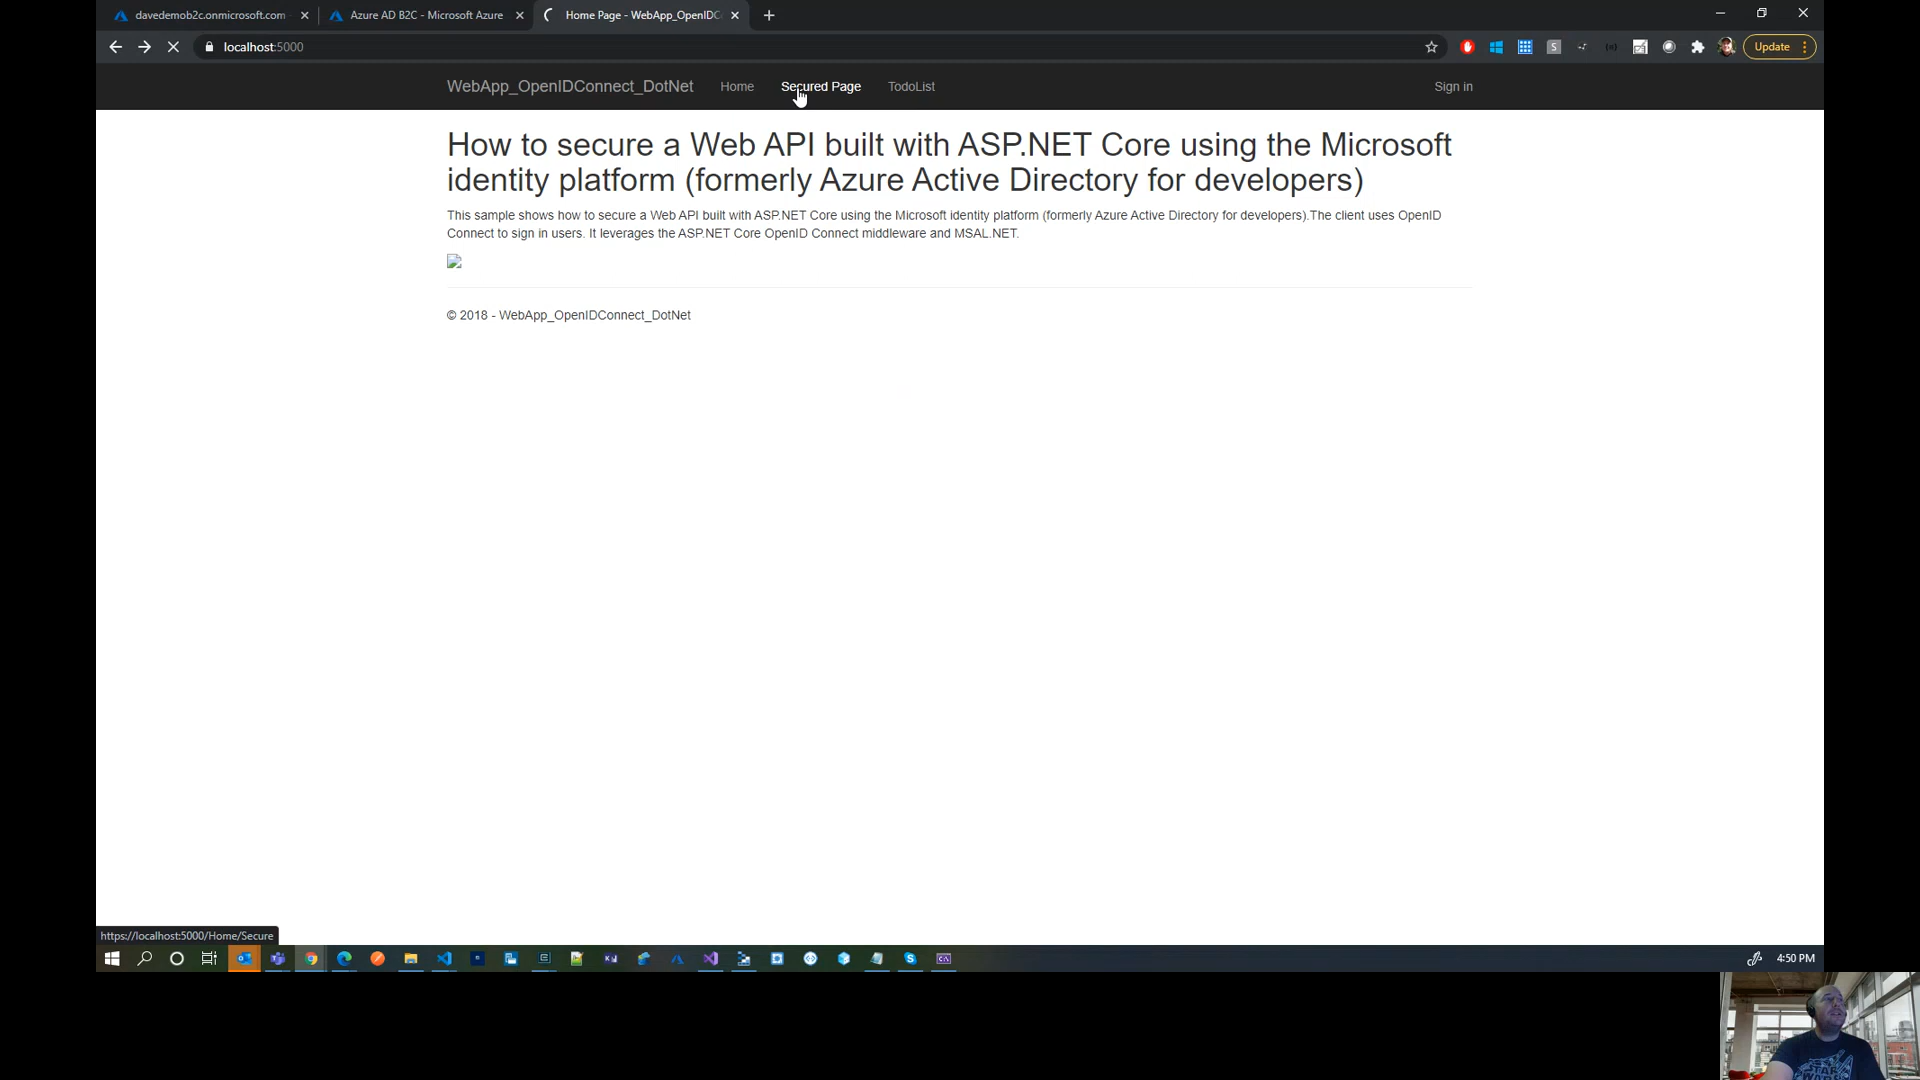 davedemob2c.onmicrosoft.com
Azure AD B2C - Microsoft Azure
Home Page - WebApp_OpenIDC
localhost:5000
Update
WebApp_OpenIDConnect_DotNet
Home
Secured Page
TodoList
Sign in
How to secure a Web API built with ASP.NET Core using the Microsoft
identity platform (formerly Azure Active Directory for developers)
This sample shows how to secure a Web API built with ASP.NET Core using the Microsoft identity platform (formerly Azure Active Directory for developers).The client uses OpenID
Connect to sign in users. It leverages the ASP.NET Core OpenID Connect middleware and MSAL.NET.
© 2018 - WebApp_OpenIDConnect_DotNet
https://localhost:5000/Home/Secure
4:50 PM
STAR
WARS